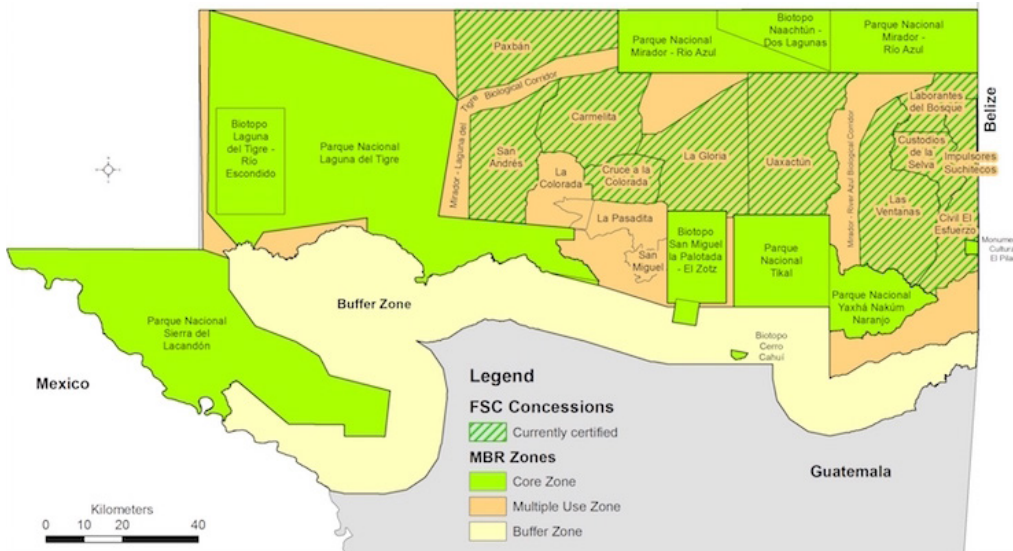 Paxbán
Parque Nacional
Mirador - Río Azul
Biotopo
Naachtún -
Dos Lagunas
Parque Nacional
Mirador -
Río Azul
Biotopo
Laguna
del Tigre -
Río
Escondido
Parque Nacional
Laguna del Tigre
Mirador - Laguna del Tigre Biological Corridor
San
Andrés
Carmelita
La
Colorada
Cruce a la
Colorada
La Gloria
Uaxactún
Mirador - River Azul Biological Corridor
Laborantes
del Bosque
Custodios
de la
Selva
Impulsores
Suchitecos
Las
Ventanas
Civil El
Esfuerzo
Belize
La Pasadita
San
Miguel
Biotopo
San Miguel
la Palotada
- El Zotz
Parque
Nacional
Tikal
Monume
Cultura
El Pila
Parque Nacional
Yaxhá Nakúm
Naranjo
Buffer Zone
Parque Nacional
Sierra del
Lacandón
Biotopo
Cerro
Cahuí
Mexico
Guatemala
Legend
FSC Concessions
Currently certified
MBR Zones
Core Zone
Multiple Use Zone
Buffer Zone
Kilometers
0 10 20 40